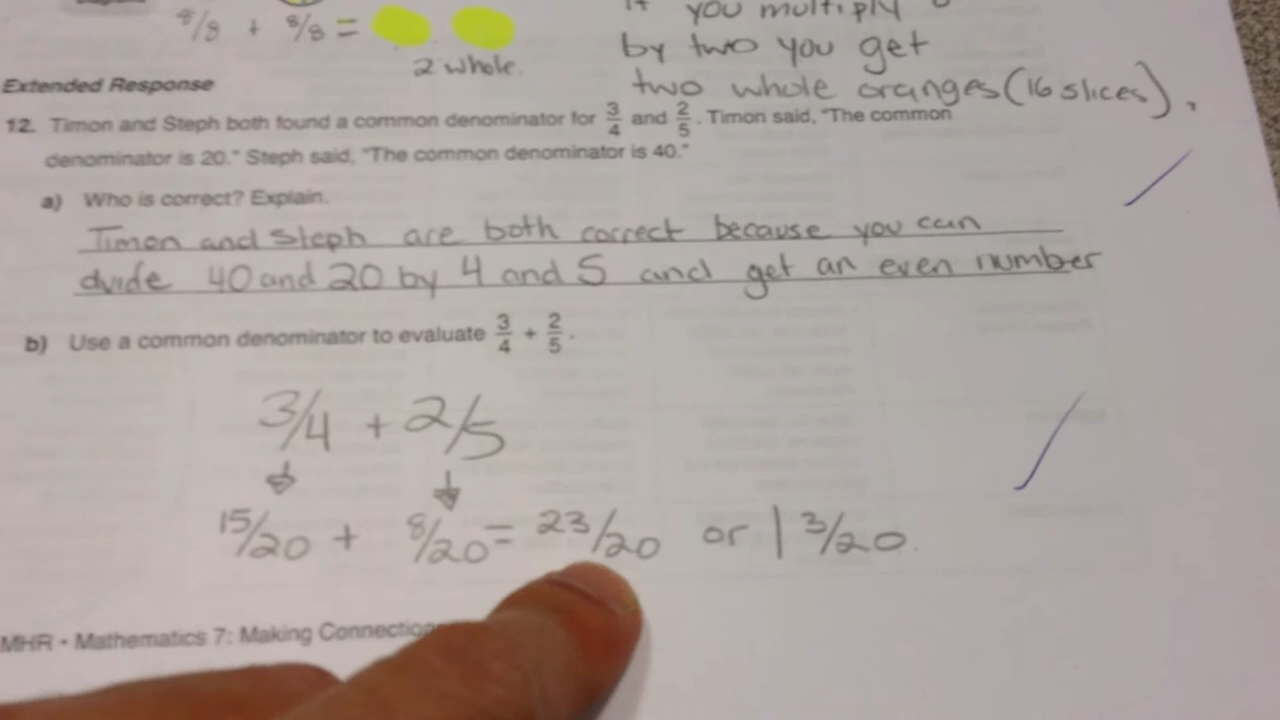 you multiply
8/8 + 8/8 =
by two you get
2 whole.
two whole oranges (16 slices).
Extended Response
12. Timon and Steph both found a common denominator for 3/4 and 2/5. Timon said, "The common
denominator is 20." Steph said, "The common denominator is 40."
a) Who is correct? Explain.
Timon and Steph are both correct because you can
divide 40 and 20 by 4 and 5 and get an even number
b) Use a common denominator to evaluate 3/4 + 2/5.
3/4 + 2/5
15/20 + 8/20 = 23/20 or 1 3/20.
MHR • Mathematics 7: Making